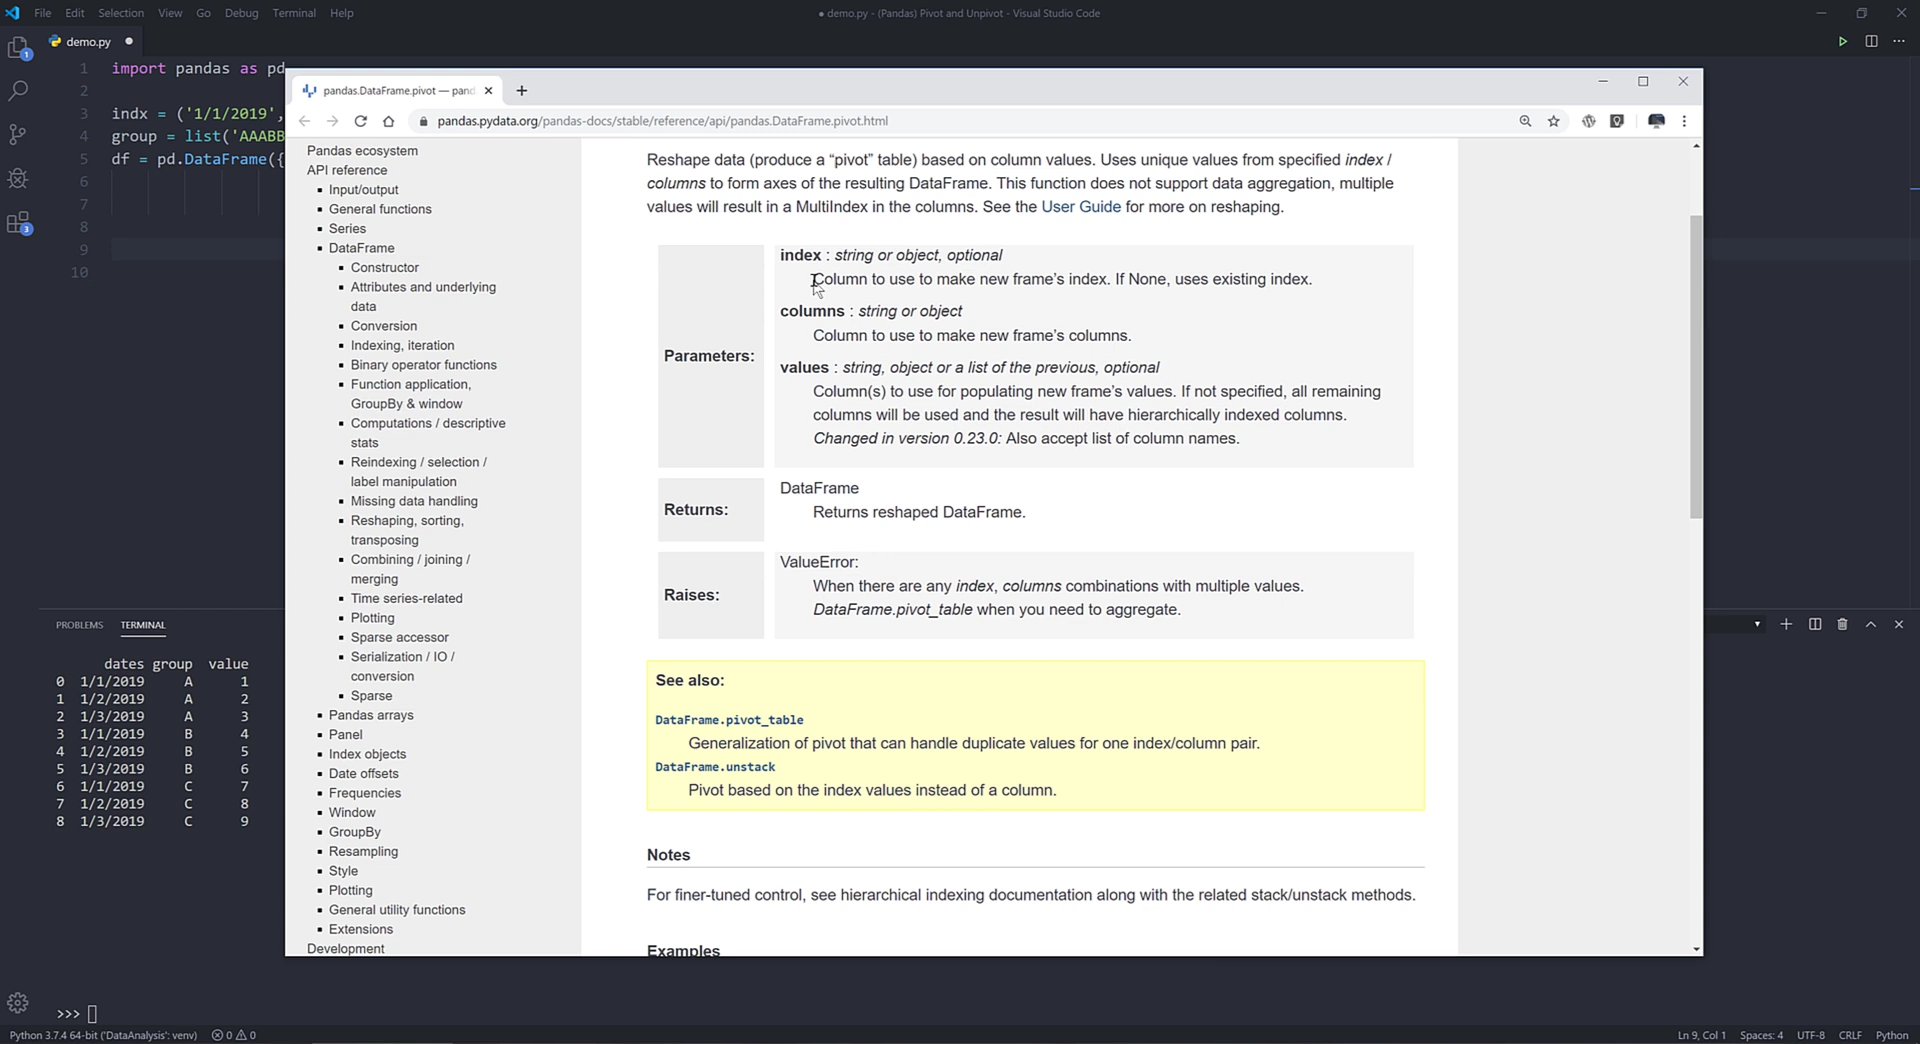 File Edit Selection View Go Debug Terminal Help
● demo.py - (Pandas) Pivot and Unpivot - Visual Studio Code
demo.py ●
1 import pandas as pd
2
3 indx = ('1/1/2019',
4 group = list('AAABB
5 df = pd.DataFrame({
6
7
8
9
10
1
3
pandas.DataFrame.pivot — pand
pandas.pydata.org/pandas-docs/stable/reference/api/pandas.DataFrame.pivot.html
Pandas ecosystem
API reference
▪ Input/output
▪ General functions
▪ Series
▪ DataFrame
▪ Constructor
▪ Attributes and underlying
data
▪ Conversion
▪ Indexing, iteration
▪ Binary operator functions
▪ Function application,
GroupBy & window
▪ Computations / descriptive
stats
▪ Reindexing / selection /
label manipulation
▪ Missing data handling
▪ Reshaping, sorting,
transposing
▪ Combining / joining /
merging
▪ Time series-related
▪ Plotting
▪ Sparse accessor
▪ Serialization / IO /
conversion
▪ Sparse
▪ Pandas arrays
▪ Panel
▪ Index objects
▪ Date offsets
▪ Frequencies
▪ Window
▪ GroupBy
▪ Resampling
▪ Style
▪ Plotting
▪ General utility functions
▪ Extensions
Development
Reshape data (produce a “pivot” table) based on column values. Uses unique values from specified index /
columns to form axes of the resulting DataFrame. This function does not support data aggregation, multiple
values will result in a MultiIndex in the columns. See the User Guide for more on reshaping.
Parameters:
index : string or object, optional
Column to use to make new frame’s index. If None, uses existing index.
columns : string or object
Column to use to make new frame’s columns.
values : string, object or a list of the previous, optional
Column(s) to use for populating new frame’s values. If not specified, all remaining
columns will be used and the result will have hierarchically indexed columns.
Changed in version 0.23.0: Also accept list of column names.
Returns:
DataFrame
Returns reshaped DataFrame.
Raises:
ValueError:
When there are any index, columns combinations with multiple values.
DataFrame.pivot_table when you need to aggregate.
See also:
DataFrame.pivot_table
Generalization of pivot that can handle duplicate values for one index/column pair.
DataFrame.unstack
Pivot based on the index values instead of a column.
Notes
For finer-tuned control, see hierarchical indexing documentation along with the related stack/unstack methods.
Examples
PROBLEMS TERMINAL
dates group value
0 1/1/2019 A 1
1 1/2/2019 A 2
2 1/3/2019 A 3
3 1/1/2019 B 4
4 1/2/2019 B 5
5 1/3/2019 B 6
6 1/1/2019 C 7
7 1/2/2019 C 8
8 1/3/2019 C 9
>>>
Python 3.7.4 64-bit ('DataAnalysis': venv) 0 0
Ln 9, Col 1 Spaces: 4 UTF-8 CRLF Python